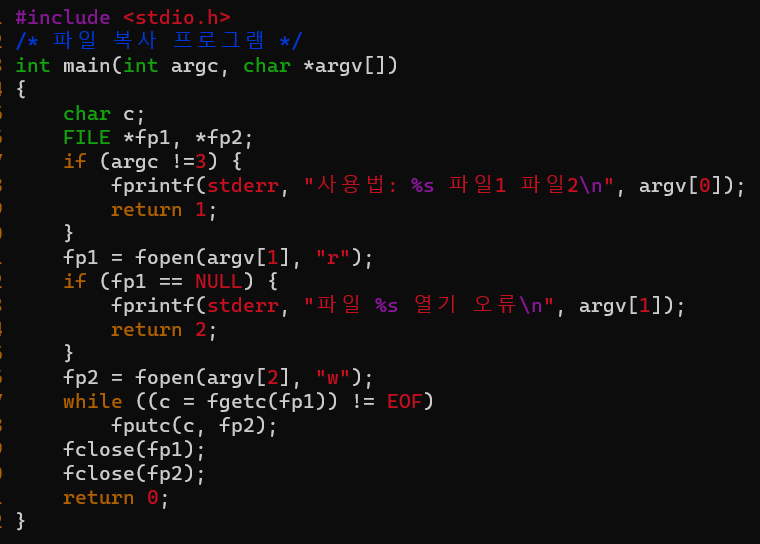 #include <stdio.h>
/* 파일 복사 프로그램 */
int main(int argc, char *argv[])
{
    char c;
    FILE *fp1, *fp2;
    if (argc !=3) {
        fprintf(stderr, "사용법: %s 파일1 파일2\n", argv[0]);
        return 1;
    }
    fp1 = fopen(argv[1], "r");
    if (fp1 == NULL) {
        fprintf(stderr, "파일 %s 열기 오류\n", argv[1]);
        return 2;
    }
    fp2 = fopen(argv[2], "w");
    while ((c = fgetc(fp1)) != EOF)
        fputc(c, fp2);
    fclose(fp1);
    fclose(fp2);
    return 0;
}